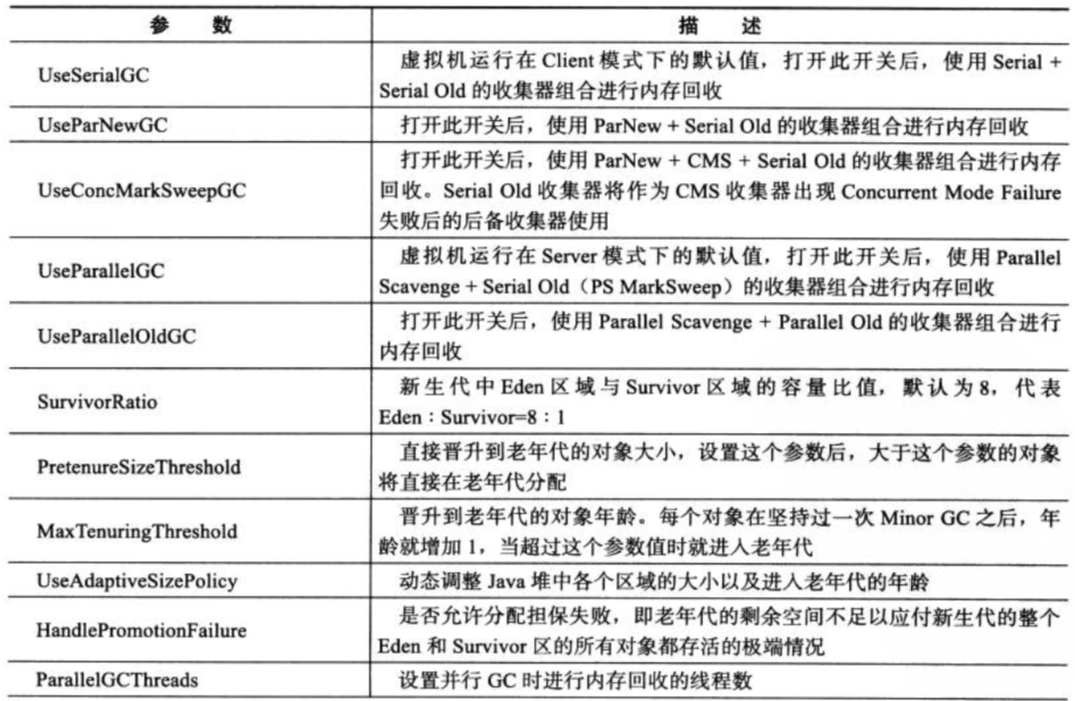 参 数 描 述
UseSerialGC
虚拟机运行在 Client 模式下的默认值，打开此开关后，使用 Serial +
Serial Old 的收集器组合进行内存回收
UseParNewGC
打开此开关后，使用 ParNew + Serial Old 的收集器组合进行内存回收
UseConcMarkSweepGC
打开此开关后，使用 ParNew + CMS + Serial Old 的收集器组合进行内存
回收。Serial Old 收集器将作为 CMS 收集器出现 Concurrent Mode Failure
失败后的后备收集器使用
UseParallelGC
虚拟机运行在 Server 模式下的默认值，打开此开关后，使用 Parallel
Scavenge + Serial Old（PS MarkSweep）的收集器组合进行内存回收
UseParallelOldGC
打开此开关后，使用 Parallel Scavenge + Parallel Old 的收集器组合进行
内存回收
SurvivorRatio
新生代中 Eden 区域与 Survivor 区域的容量比值，默认为 8，代表
Eden：Survivor=8：1
PretenureSizeThreshold
直接晋升到老年代的对象大小，设置这个参数后，大于这个参数的对象
将直接在老年代分配
MaxTenuringThreshold
晋升到老年代的对象年龄。每个对象在坚持过一次 Minor GC 之后，年
龄就增加 1，当超过这个参数值时就进入老年代
UseAdaptiveSizePolicy
动态调整 Java 堆中各个区域的大小以及进入老年代的年龄
HandlePromotionFailure
是否允许分配担保失败，即老年代的剩余空间不足以应付新生代的整个
Eden 和 Survivor 区的所有对象都存活的极端情况
ParallelGCThreads
设置并行 GC 时进行内存回收的线程数